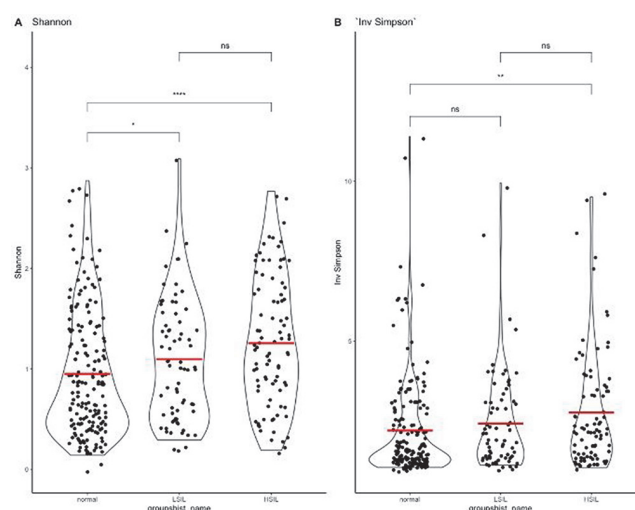 A Shannon
B `Inv Simpson`
ns
ns
*
ns
4
3
2
1
0
Shannon
10
5
Inv Simpson
normal LSIL HSIL
groupshist_name
normal LSIL HSIL
groupshist_name